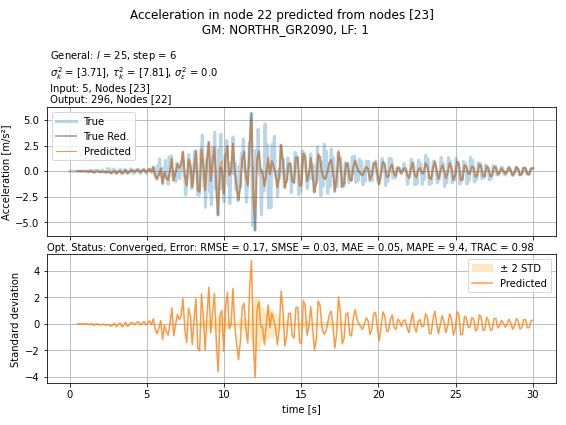 Acceleration in node 22 predicted from nodes [23]
GM: NORTHR_GR2090, LF: 1
General: l = 25, step = 6
σ²ₖ = [3.71], τ²ₖ = [7.81], σ²ε = 0.0
Input: 5, Nodes [23]
Output: 296, Nodes [22]
Acceleration [m/s²]
5.0
2.5
0.0
−2.5
−5.0
True
True Red.
Predicted
Opt. Status: Converged, Error: RMSE = 0.17, SMSE = 0.03, MAE = 0.05, MAPE = 9.4, TRAC = 0.98
Standard deviation
4
2
0
−2
−4
± 2 STD
Predicted
0 5 10 15 20 25 30
time [s]